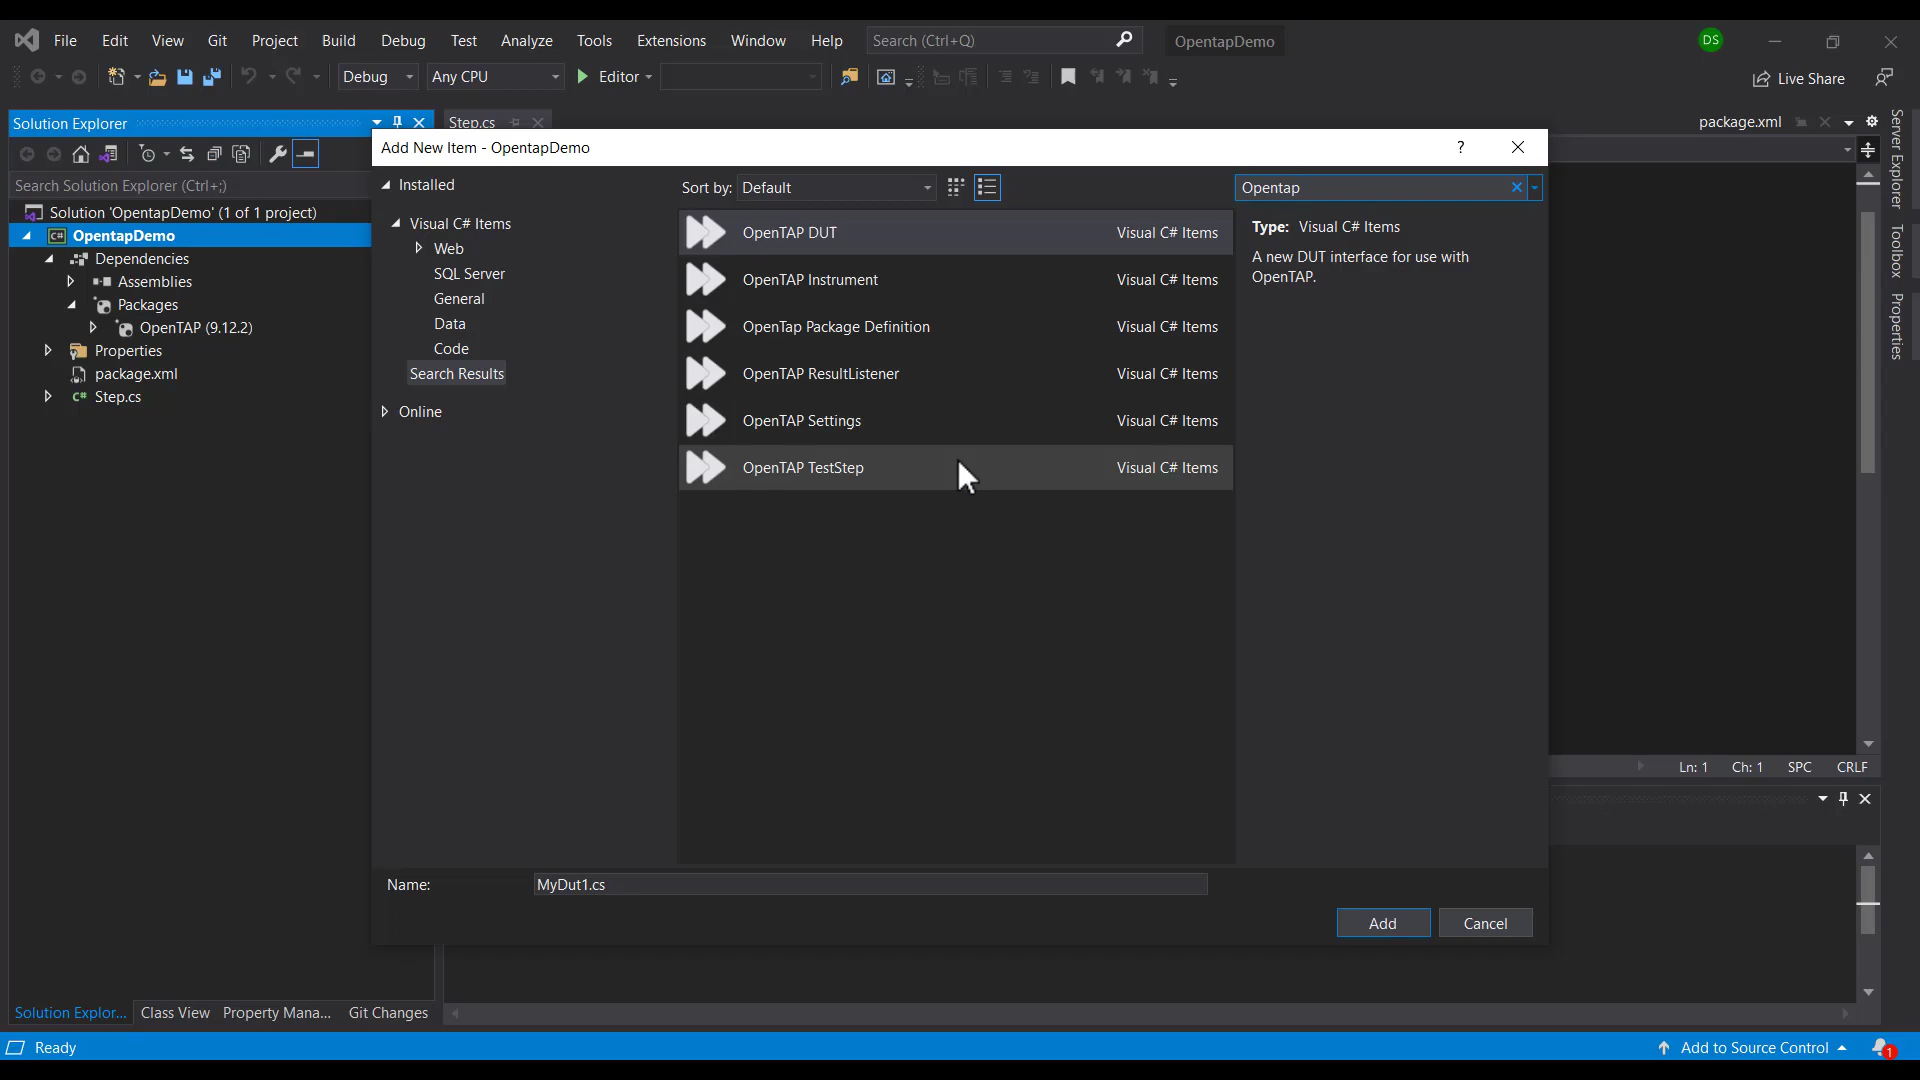 File Edit View Git Project Build Debug Test Analyze Tools Extensions Window Help Search (Ctrl+Q) OpentapDemo DS
Debug Any CPU Editor Live Share
Solution Explorer Step.cs package.xml
Add New Item - OpentapDemo ?
Search Solution Explorer (Ctrl+;)
Solution 'OpentapDemo' (1 of 1 project)
C# OpentapDemo
Dependencies
Assemblies
Packages
OpenTAP (9.12.2)
Properties
package.xml
C# Step.cs
Installed
Visual C# Items
Web
SQL Server
General
Data
Code
Search Results
Online
Sort by: Default
Opentap
OpenTAP DUT Visual C# Items
OpenTAP Instrument Visual C# Items
OpenTap Package Definition Visual C# Items
OpenTAP ResultListener Visual C# Items
OpenTAP Settings Visual C# Items
OpenTAP TestStep Visual C# Items
Type: Visual C# Items
A new DUT interface for use with
OpenTAP.
Server Explorer
Toolbox
Properties
Ln: 1 Ch: 1 SPC CRLF
Name: MyDut1.cs
Add Cancel
Solution Explor... Class View Property Mana... Git Changes
Ready Add to Source Control 1